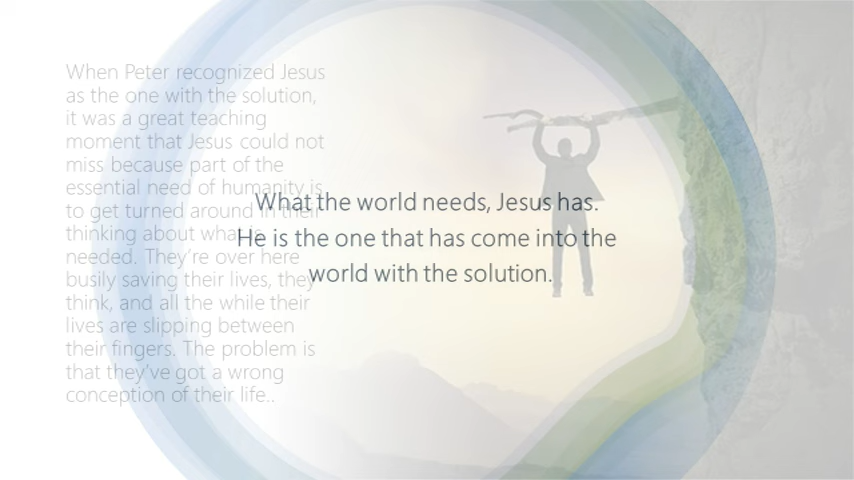 When Peter recognized Jesus
as the one with the solution,
it was a great teaching
moment that Jesus could not
miss because part of the
essential need of humanity is
to get turned around in their
thinking about what is
needed. They're over here
busily saving their lives, they
think, and all the while their
lives are slipping between
their fingers. The problem is
that they've got a wrong
conception of their life..
What the world needs, Jesus has.
He is the one that has come into the
world with the solution.